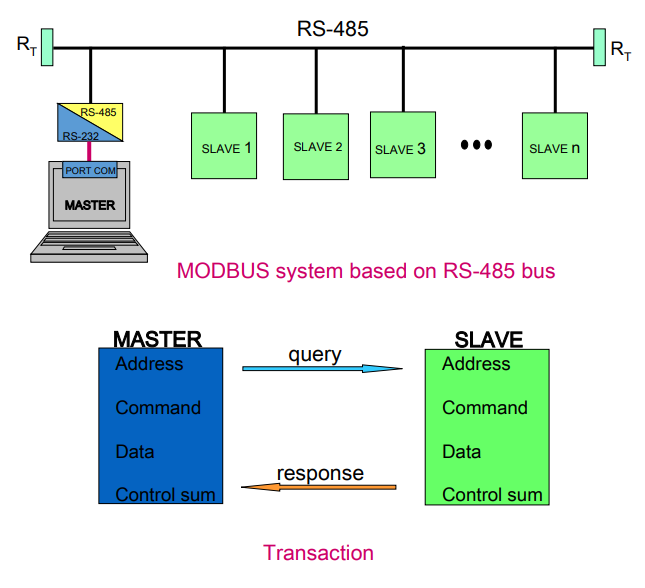 RS-485
RT
RT
RS-485
RS-232
PORT COM
MASTER
SLAVE 1
SLAVE 2
SLAVE 3
•••
SLAVE n
MODBUS system based on RS-485 bus
MASTER
Address
Command
Data
Control sum
query
response
SLAVE
Address
Command
Data
Control sum
Transaction